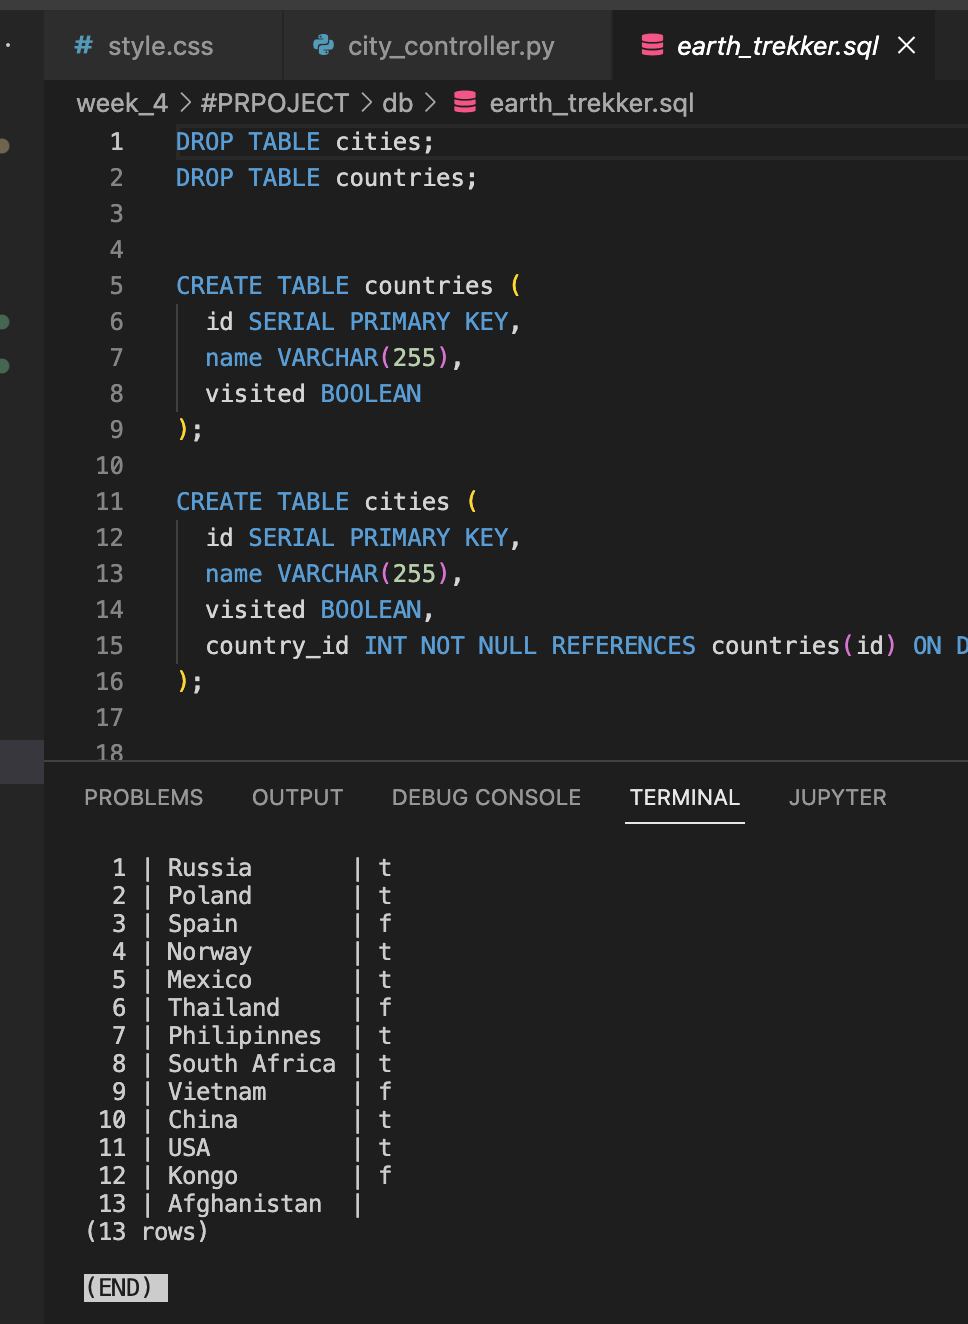 # style.css city_controller.py earth_trekker.sql ×
week_4 > #PRPOJECT > db > earth_trekker.sql
1 DROP TABLE cities;
2 DROP TABLE countries;
3
4
5 CREATE TABLE countries (
6 id SERIAL PRIMARY KEY,
7 name VARCHAR(255),
8 visited BOOLEAN
9 );
10
11 CREATE TABLE cities (
12 id SERIAL PRIMARY KEY,
13 name VARCHAR(255),
14 visited BOOLEAN,
15 country_id INT NOT NULL REFERENCES countries(id) ON D
16 );
17
18
PROBLEMS OUTPUT DEBUG CONSOLE TERMINAL JUPYTER
1 | Russia | t
2 | Poland | t
3 | Spain | f
4 | Norway | t
5 | Mexico | t
6 | Thailand | f
7 | Philipinnes | t
8 | South Africa | t
9 | Vietnam | f
10 | China | t
11 | USA | t
12 | Kongo | f
13 | Afghanistan |
(13 rows)
(END)